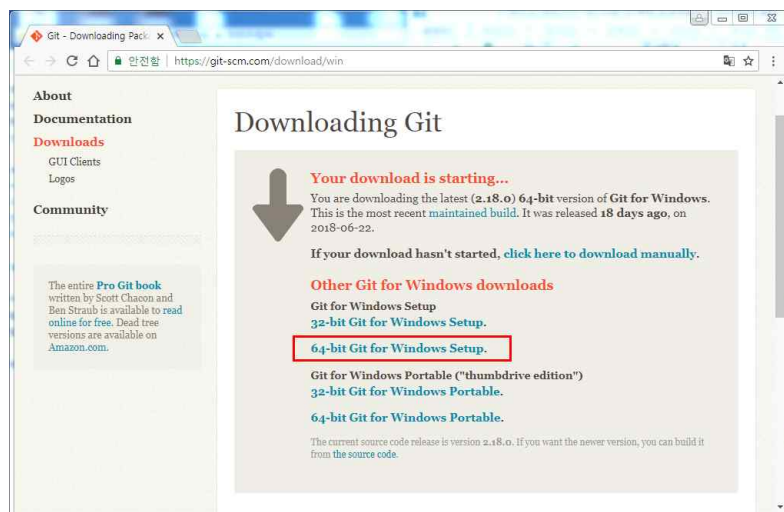 Git - Downloading Pack
안전함 | https://git-scm.com/download/win
About
Documentation
Downloads
GUI Clients
Logos
Community
The entire Pro Git book
written by Scott Chacon and
Ben Straub is available to read
online for free. Dead tree
versions are available on
Amazon.com.
Downloading Git
Your download is starting...
You are downloading the latest (2.18.0) 64-bit version of Git for Windows.
This is the most recent maintained build. It was released 18 days ago, on
2018-06-22.
If your download hasn't started, click here to download manually.
Other Git for Windows downloads
Git for Windows Setup
32-bit Git for Windows Setup.
64-bit Git for Windows Setup.
Git for Windows Portable ("thumbdrive edition")
32-bit Git for Windows Portable.
64-bit Git for Windows Portable.
The current source code release is version 2.18.0. If you want the newer version, you can build it
from the source code.